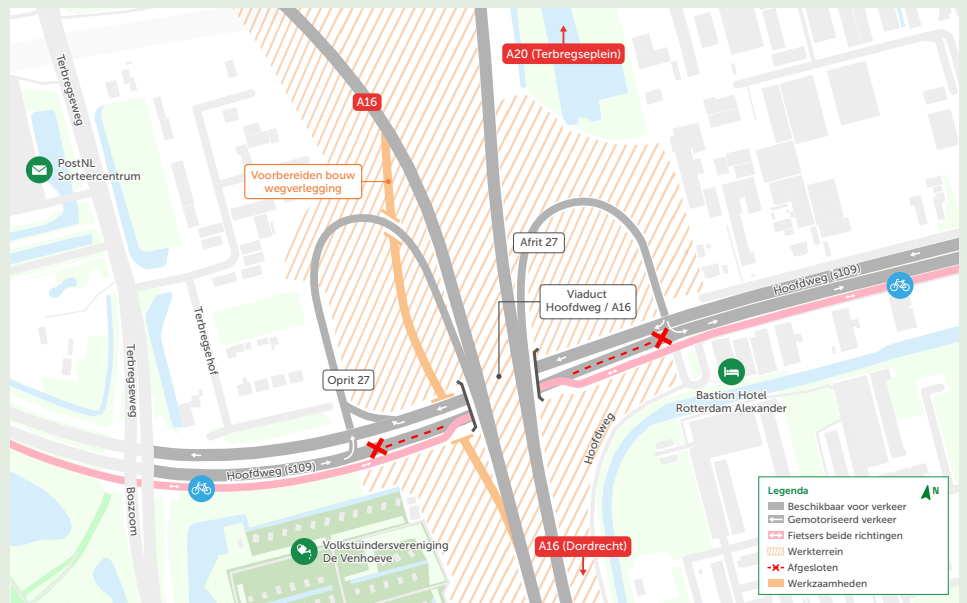 A20 (Terbregseplein)
Terbregseweg
A16
PostNL
Sorteercentrum
Voorbereiden bouw
wegverlegging
Afrit 27
Hoofdweg (s109)
Viaduct
Hoofdweg / A16
Terbregsehof
Terbregseweg
Oprit 27
Bastion Hotel
Rotterdam Alexander
Hoofdweg
Hoofdweg (s109)
Boszoom
Volkstuindersvereniging
De Venhoeve
A16 (Dordrecht)
Legenda
N
Beschikbaar voor verkeer
Gemotoriseerd verkeer
Fietsers beide richtingen
Werkterrein
Afgesloten
Werkzaamheden